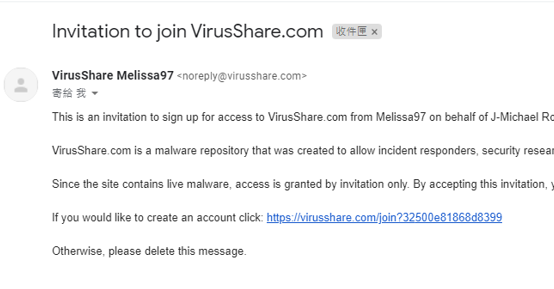 Invitation to join VirusShare.com 收件匣 ×
VirusShare Melissa97 <noreply@virusshare.com>
寄給 我
This is an invitation to sign up for access to VirusShare.com from Melissa97 on behalf of J-Michael
VirusShare.com is a malware repository that was created to allow incident responders, security
Since the site contains live malware, access is granted by invitation only. By accepting this invitation,
If you would like to create an account click: https://virusshare.com/join?32500e81868d8399
Otherwise, please delete this message.